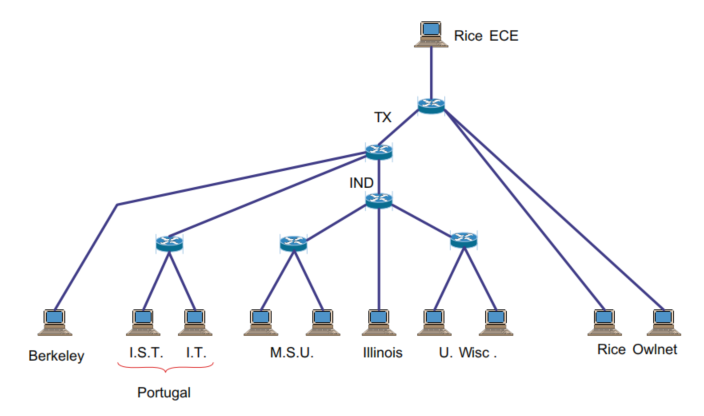 Rice ECE
TX
IND
Berkeley
I.S.T.
I.T.
M.S.U.
Illinois
U. Wisc .
Rice Owlnet
Portugal